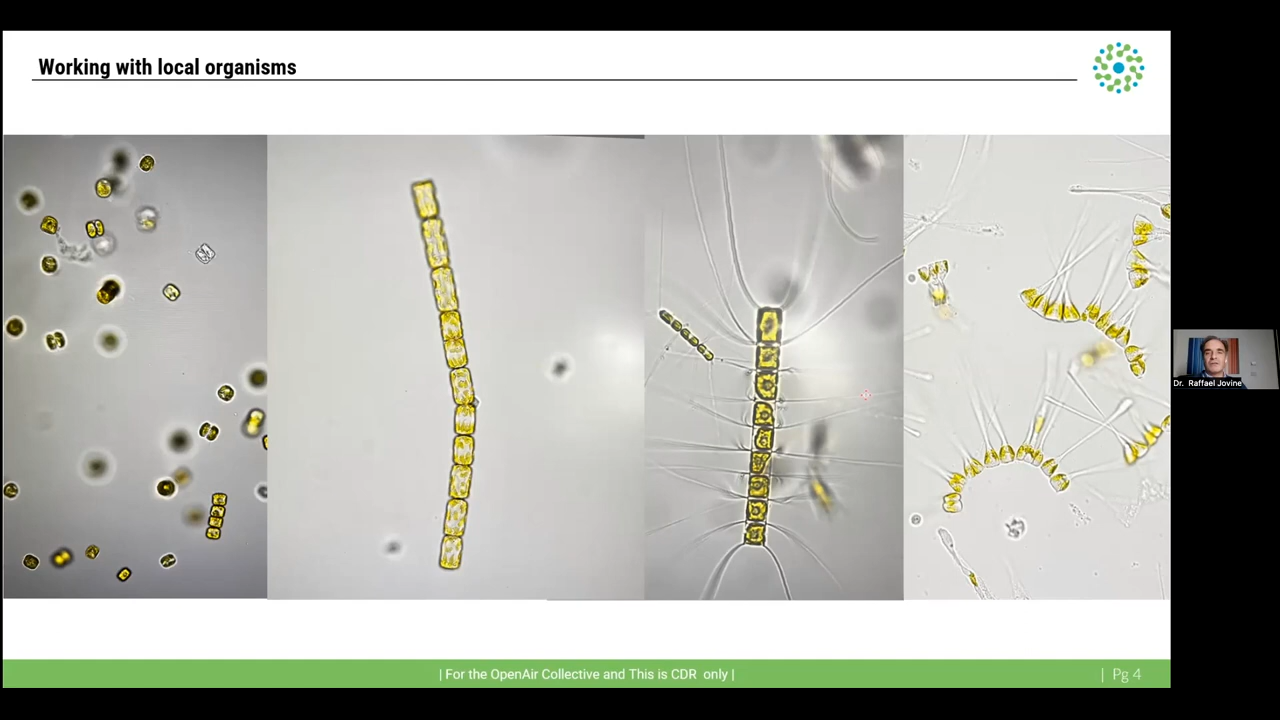 Working with local organisms
Dr. Raffael Jovine
| For the OpenAir Collective and This is CDR only |
| Pg 4